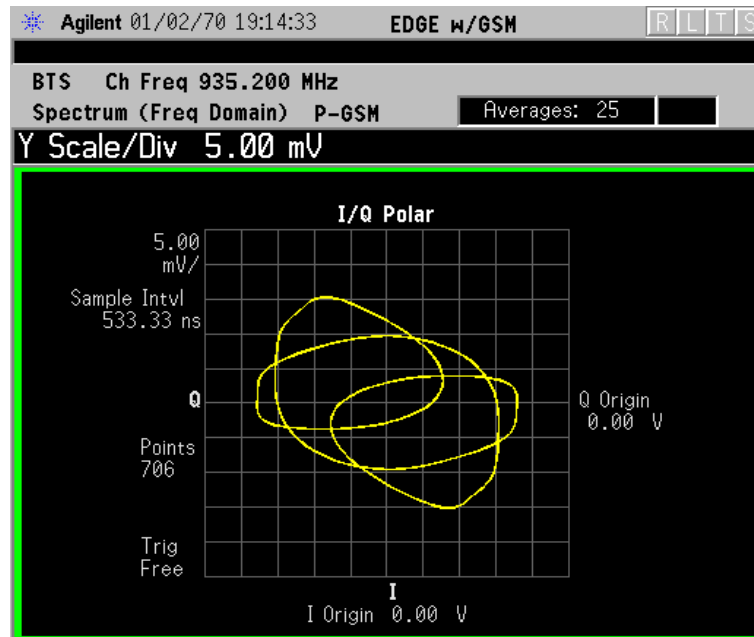 Agilent 01/02/70 19:14:33 EDGE w/GSM R L T S
BTS Ch Freq 935.200 MHz
Spectrum (Freq Domain) P-GSM Averages: 25
Y Scale/Div 5.00 mV
I/Q Polar
5.00
mV/
Sample Intvl
533.33 ns
Q
Q Origin
0.00 V
Points
706
Trig
Free
I
I Origin 0.00 V